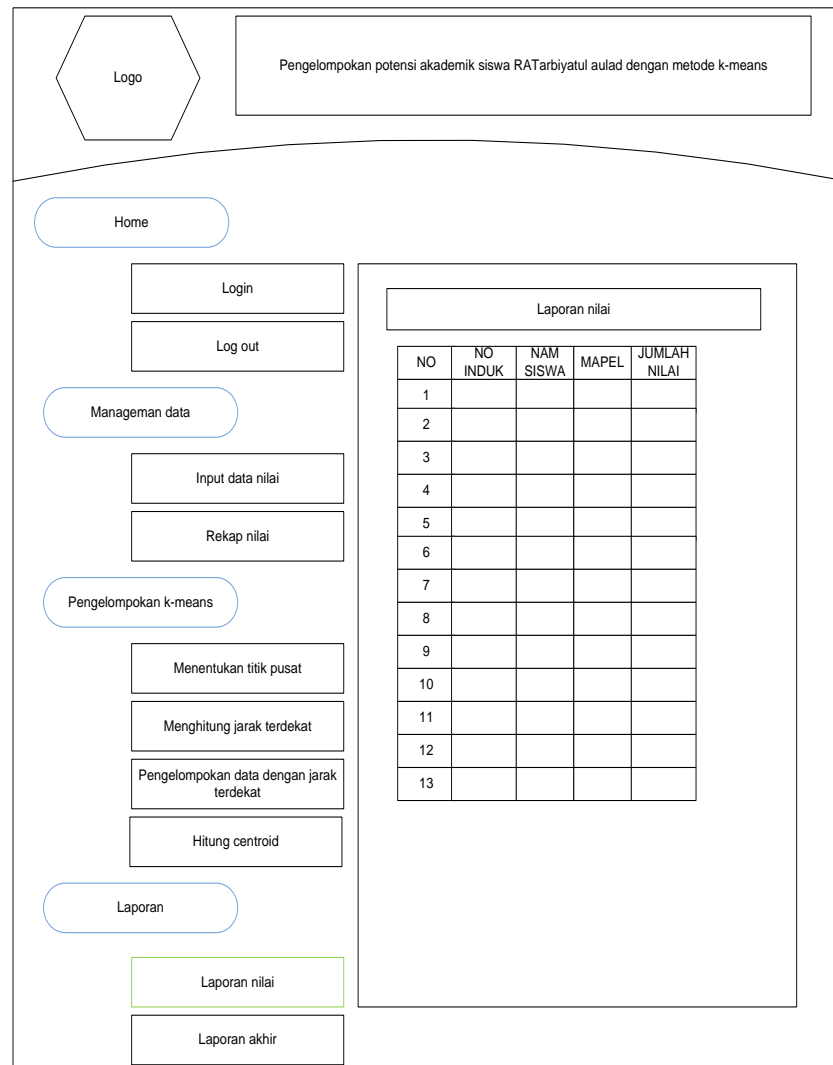 Logo
Pengelompokan potensi akademik siswa RATarbiyatul aulad dengan metode k-means
Home
Login
Log out
Manageman data
Input data nilai
Rekap nilai
Pengelompokan k-means
Menentukan titik pusat
Menghitung jarak terdekat
Pengelompokan data dengan jarak
terdekat
Hitung centroid
Laporan
Laporan nilai
Laporan akhir
Laporan nilai
NO NO INDUK NAM SISWA MAPEL JUMLAH NILAI
1
2
3
4
5
6
7
8
9
10
11
12
13